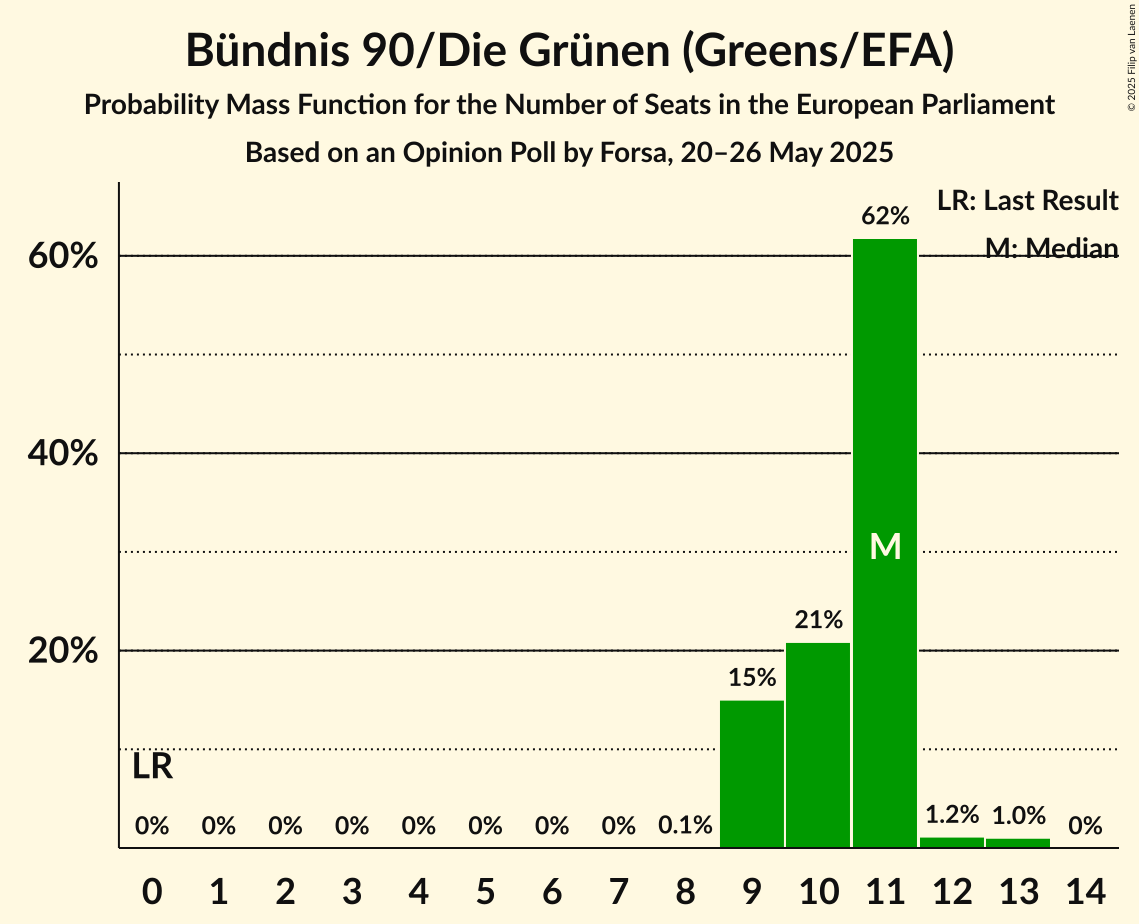 Bündnis 90/Die Grünen (Greens/EFA)
Probability Mass Function for the Number of Seats in the European Parliament
Based on an Opinion Poll by Forsa, 20–26 May 2025
© 2025 Filip van Laenen
LR: Last Result
M: Median
62%
60%
40%
M
21%
20%
15%
LR
0% 0% 0% 0% 0% 0% 0% 0% 0.1% 1.2% 1.0% 0%
0 1 2 3 4 5 6 7 8 9 10 11 12 13 14